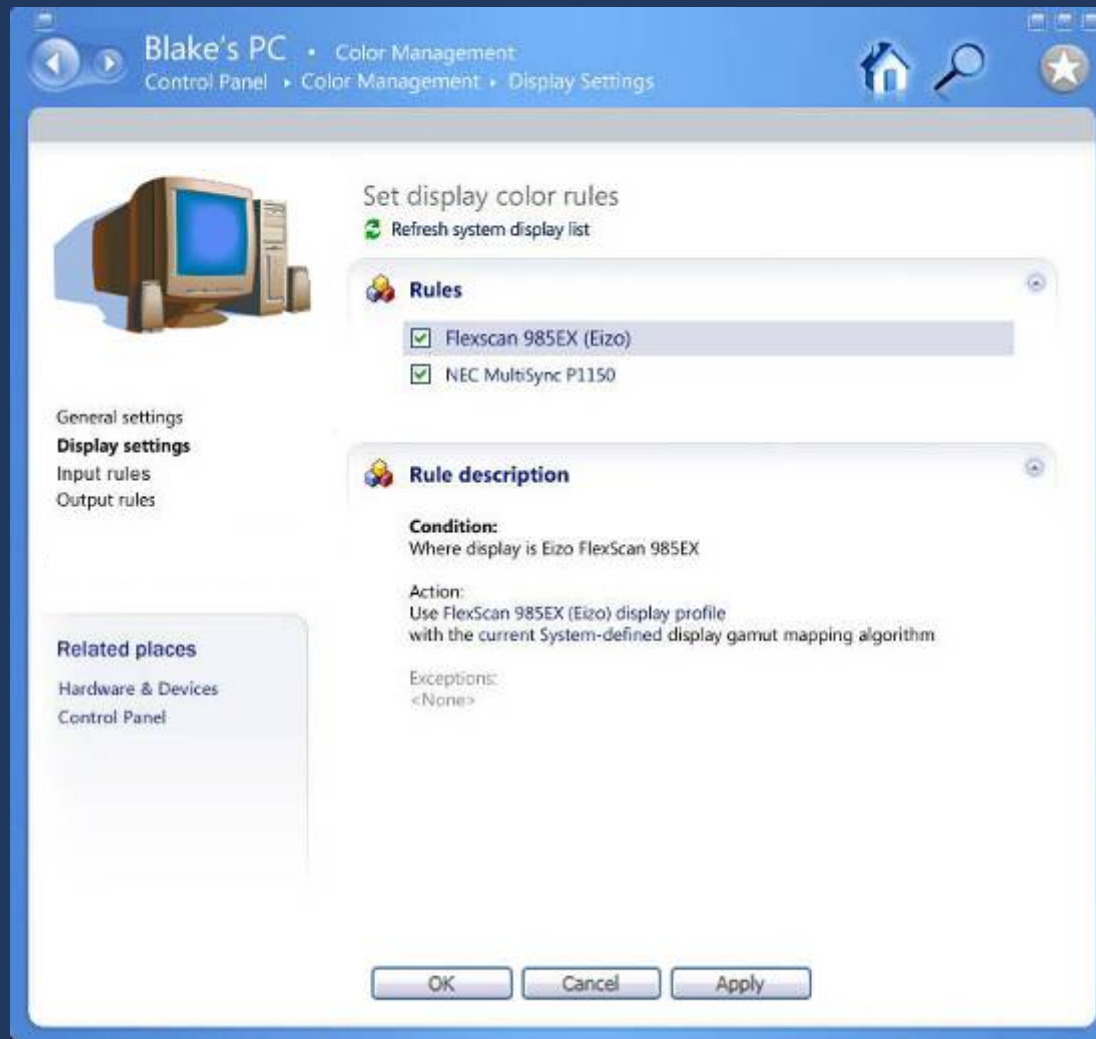 Blake's PC • Color Management
Control Panel ▸ Color Management ▸ Display Settings
Set display color rules
Refresh system display list
Rules
Flexscan 985EX (Eizo)
NEC MultiSync P1150
General settings
Display settings
Input rules
Output rules
Rule description
Condition:
Where display is Eizo FlexScan 985EX
Action:
Use FlexScan 985EX (Eizo) display profile
with the current System-defined display gamut mapping algorithm
Exceptions:
<None>
Related places
Hardware & Devices
Control Panel
OK Cancel Apply